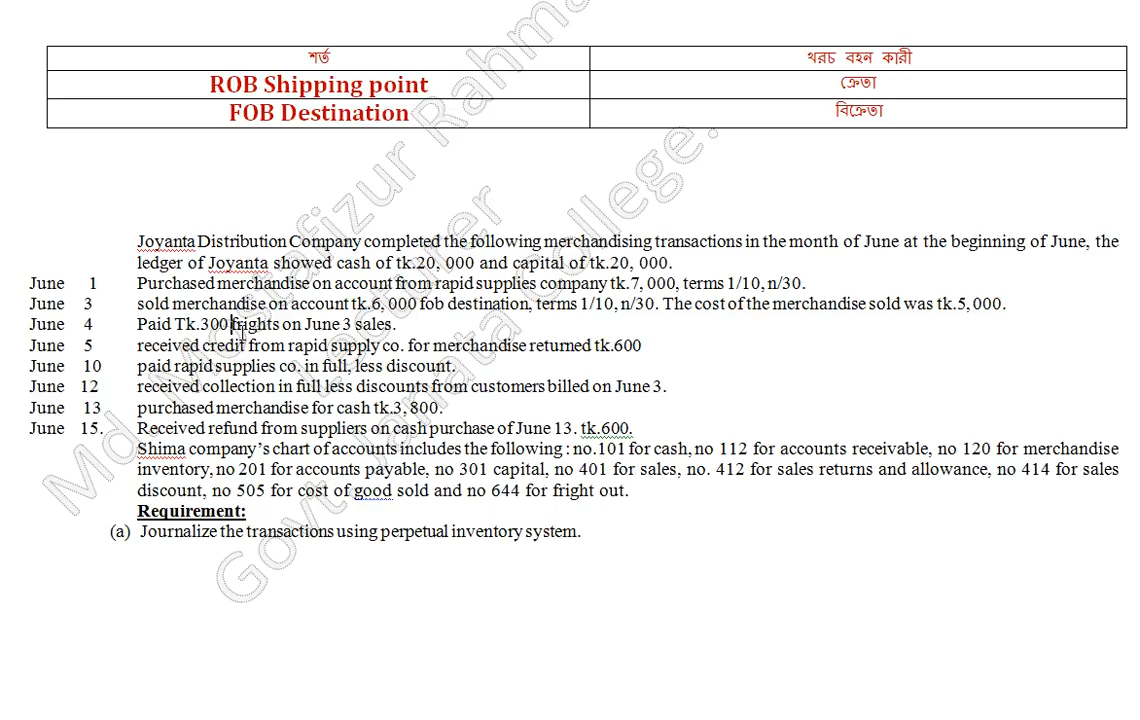 শর্ত খরচ বহন কারী
ROB Shipping point ক্রেতা
FOB Destination বিক্রেতা
Joyanta Distribution Company completed the following merchandising transactions in the month of June at the beginning of June, the
ledger of Joyanta showed cash of tk.20, 000 and capital of tk.20, 000.
June 1 Purchased merchandise on account from rapid supplies company tk.7, 000, terms 1/10, n/30.
June 3 sold merchandise on account tk.6, 000 fob destination, terms 1/10, n/30. The cost of the merchandise sold was tk.5, 000.
June 4 Paid Tk.300 frights on June 3 sales.
June 5 received credit from rapid supply co. for merchandise returned tk.600
June 10 paid rapid supplies co. in full, less discount.
June 12 received collection in full less discounts from customers billed on June 3.
June 13 purchased merchandise for cash tk.3, 800.
June 15. Received refund from suppliers on cash purchase of June 13. tk.600.
Shima company's chart of accounts includes the following : no.101 for cash, no 112 for accounts receivable, no 120 for merchandise
inventory, no 201 for accounts payable, no 301 capital, no 401 for sales, no. 412 for sales returns and allowance, no 414 for sales
discount, no 505 for cost of good sold and no 644 for fright out.
Requirement:
(a) Journalize the transactions using perpetual inventory system.
Md. Mostafizur Rahma
Lecturer
Govt Janata College.